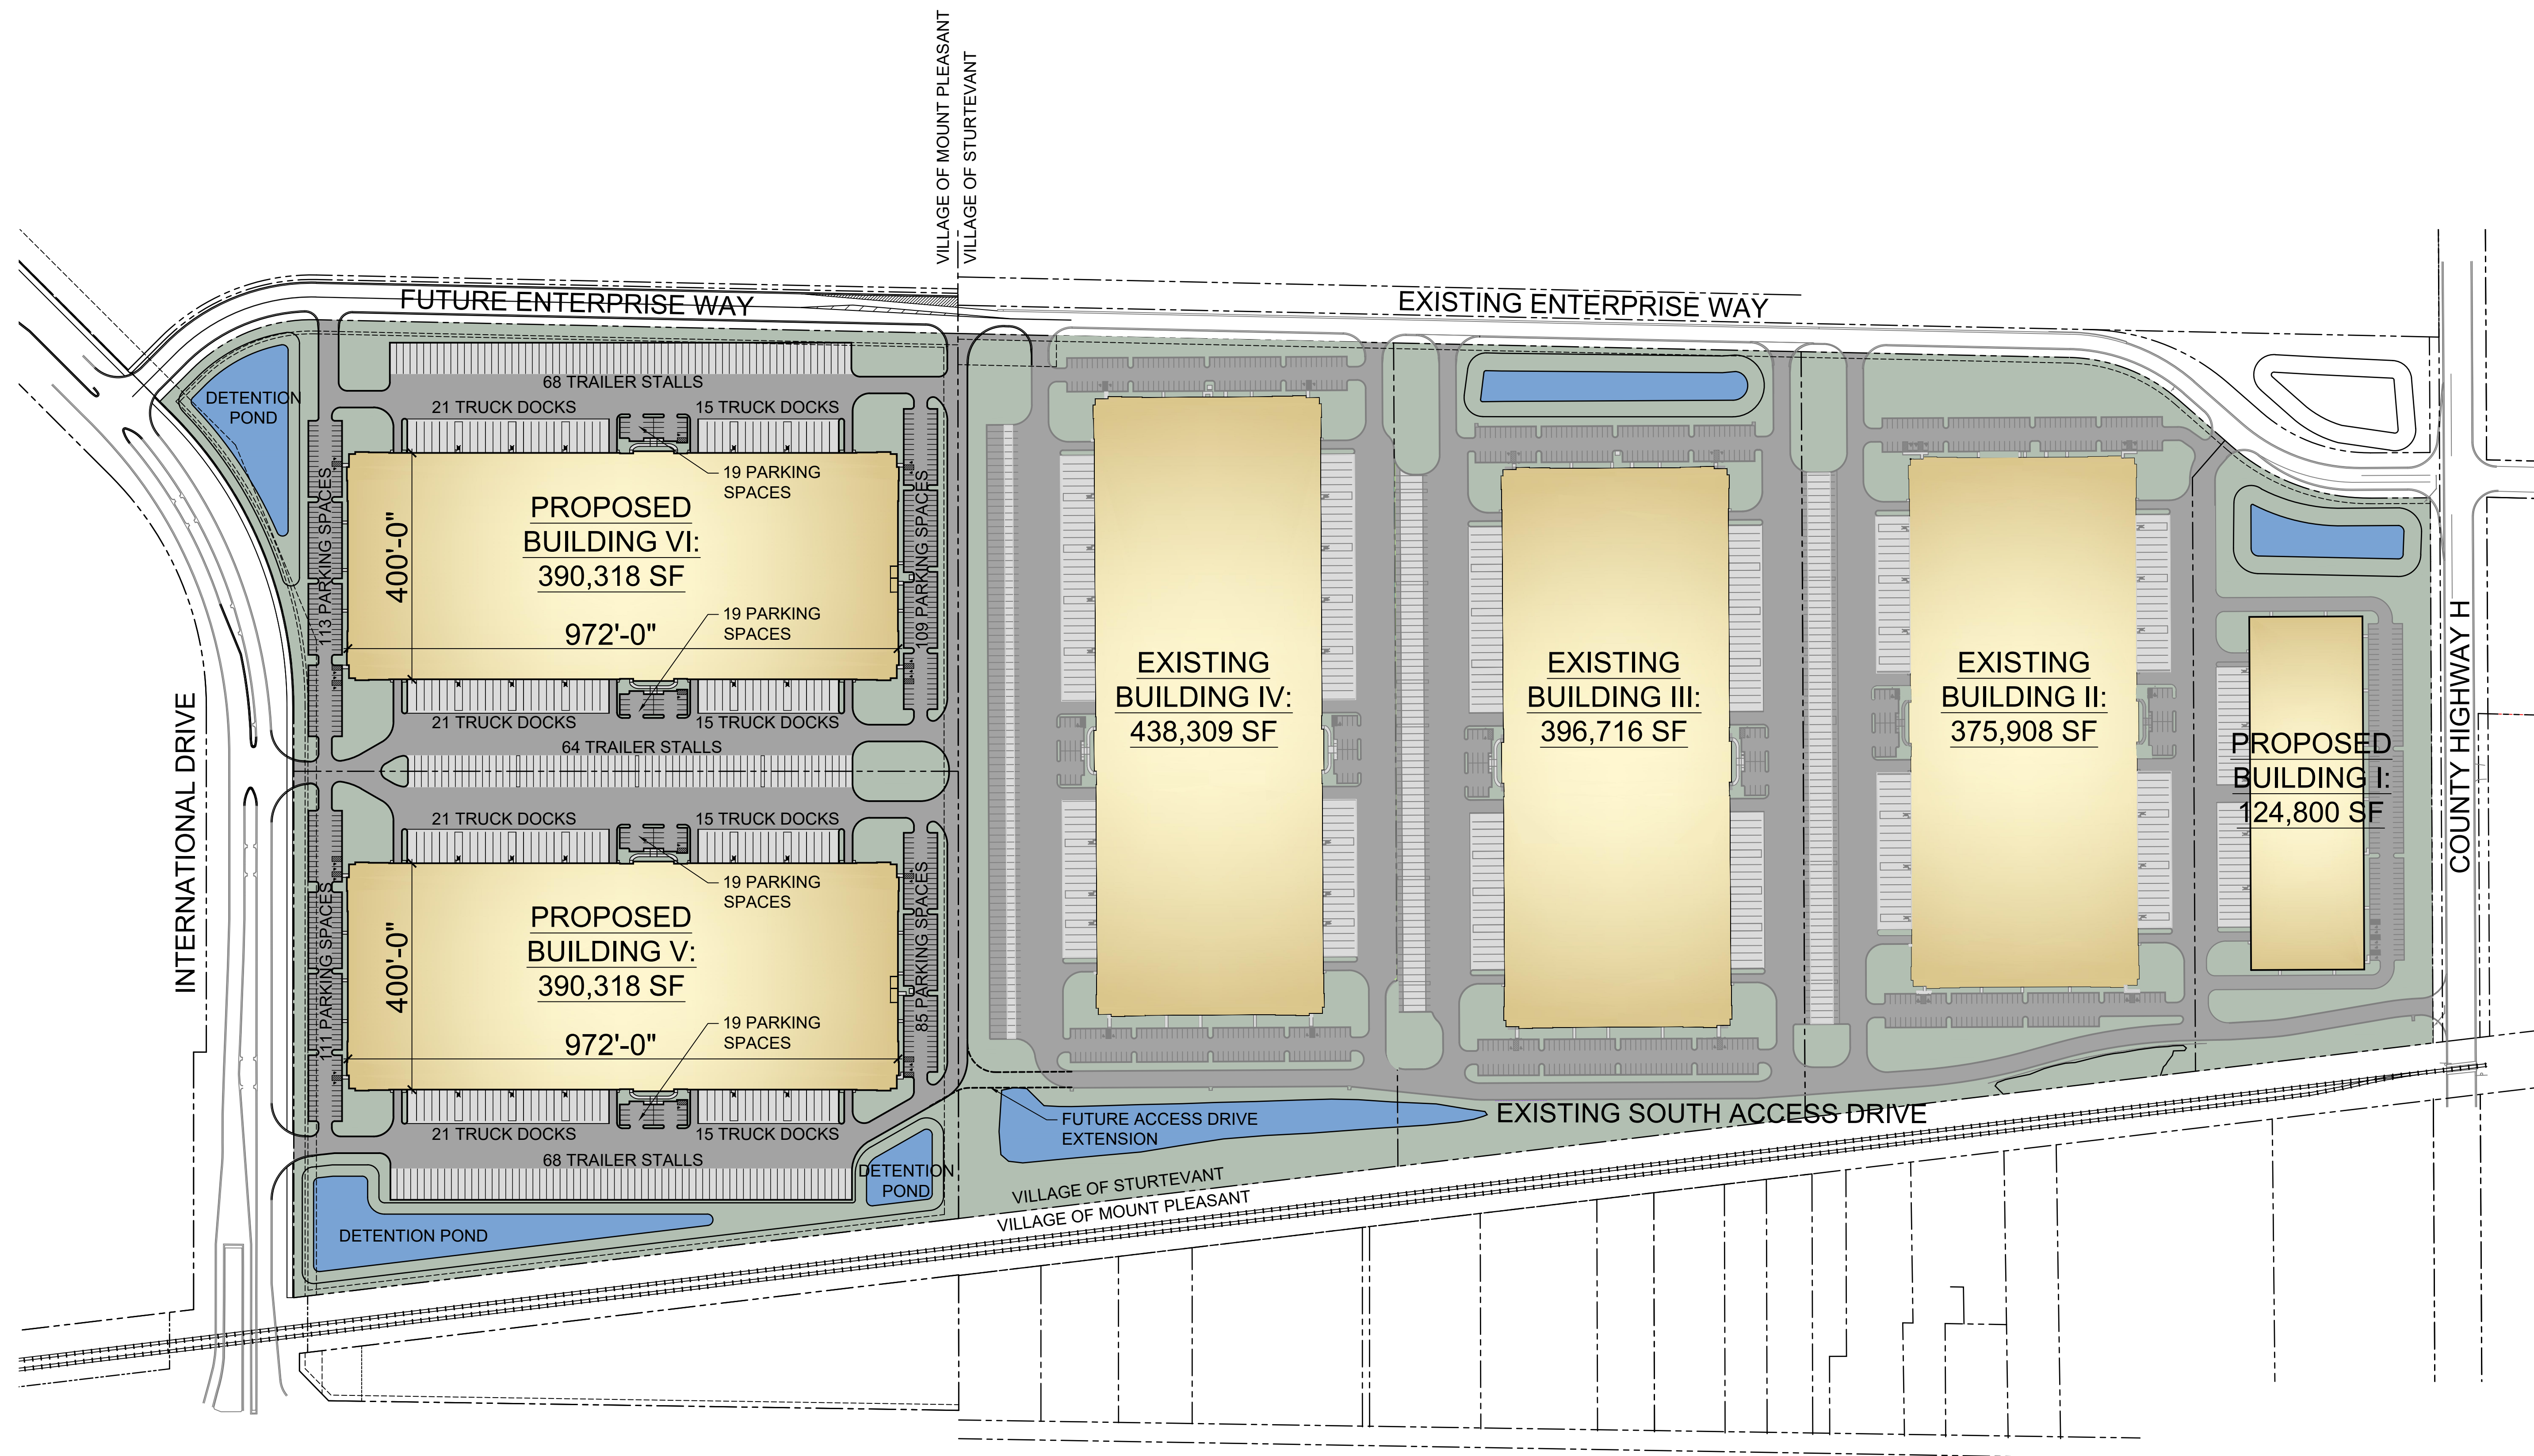 VILLAGE OF MOUNT PLEASANT
VILLAGE OF STURTEVANT
FUTURE ENTERPRISE WAY
EXISTING ENTERPRISE WAY
DETENTION
POND
68 TRAILER STALLS
21 TRUCK DOCKS
15 TRUCK DOCKS
19 PARKING
SPACES
113 PARKING SPACES
109 PARKING SPACES
PROPOSED
BUILDING VI:
390,318 SF
400'-0"
972'-0"
19 PARKING
SPACES
21 TRUCK DOCKS
15 TRUCK DOCKS
64 TRAILER STALLS
INTERNATIONAL DRIVE
21 TRUCK DOCKS
15 TRUCK DOCKS
19 PARKING
SPACES
111 PARKING SPACES
85 PARKING SPACES
PROPOSED
BUILDING V:
390,318 SF
400'-0"
972'-0"
19 PARKING
SPACES
21 TRUCK DOCKS
15 TRUCK DOCKS
68 TRAILER STALLS
DETENTION
POND
DETENTION POND
EXISTING
BUILDING IV:
438,309 SF
EXISTING
BUILDING III:
396,716 SF
EXISTING
BUILDING II:
375,908 SF
PROPOSED
BUILDING I:
124,800 SF
COUNTY HIGHWAY H
FUTURE ACCESS DRIVE
EXTENSION
EXISTING SOUTH ACCESS DRIVE
VILLAGE OF STURTEVANT
VILLAGE OF MOUNT PLEASANT